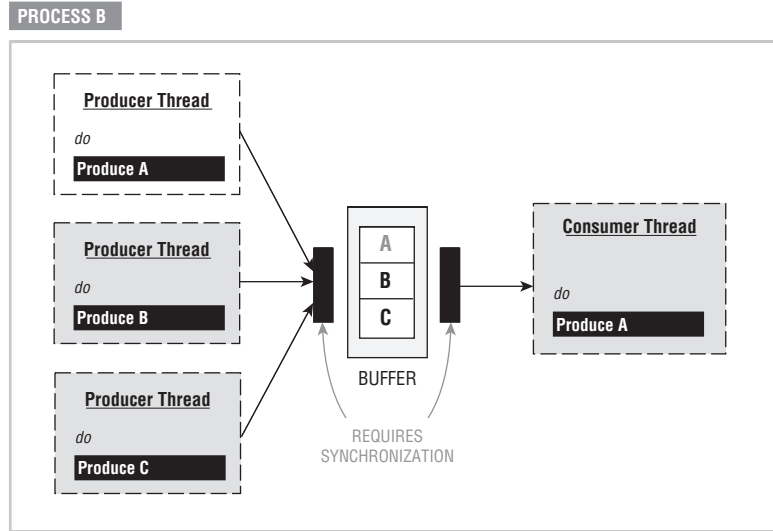 PROCESS B
Producer Thread
do
Produce A
Producer Thread
do
Produce B
Producer Thread
do
Produce C
A
B
C
BUFFER
REQUIRES
SYNCHRONIZATION
Consumer Thread
do
Produce A